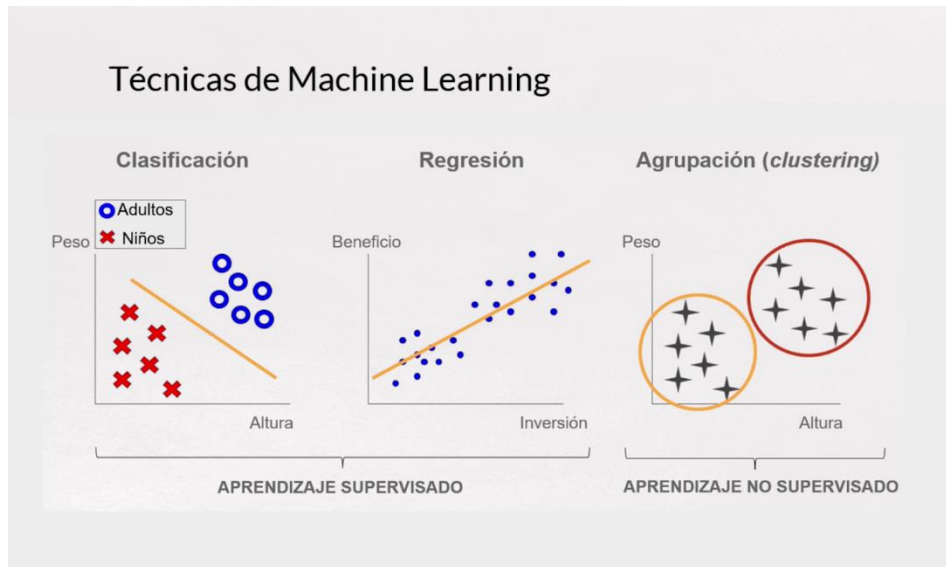 Técnicas de Machine Learning
Clasificación
Regresión
Agrupación (clustering)
Adultos
Niños
Peso
Altura
Beneficio
Inversión
Peso
Altura
APRENDIZAJE SUPERVISADO
APRENDIZAJE NO SUPERVISADO